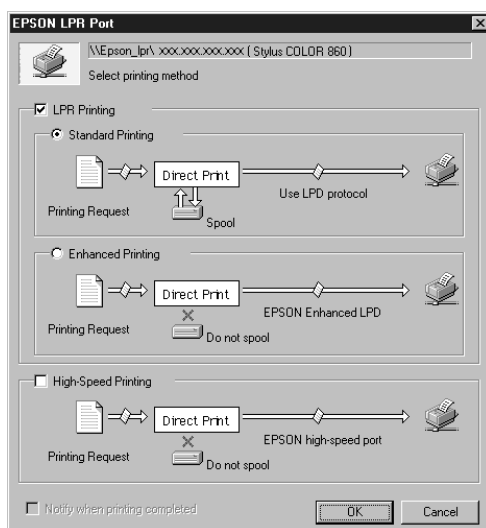 EPSON LPR Port
\\Epson_lpr\ xxx.xxx.xxx.xxx ( Stylus COLOR 860 )
Select printing method
LPR Printing
Standard Printing
Direct Print
Use LPD protocol
Printing Request
Spool
Enhanced Printing
Direct Print
EPSON Enhanced LPD
Printing Request
Do not spool
High-Speed Printing
Direct Print
EPSON high-speed port
Printing Request
Do not spool
Notify when printing completed
OK
Cancel